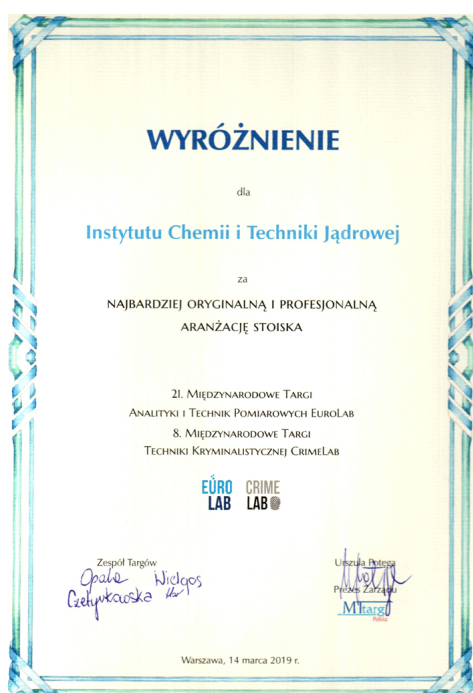 WYRÓŻNIENIE
dla
Instytutu Chemii i Techniki Jądrowej
za
NAJBARDZIEJ ORYGINALNĄ I PROFESJONALNĄ
ARANŻACJĘ STOISKA
21. Międzynarodowe Targi
Analityki i Technik Pomiarowych EuroLab
8. Międzynarodowe Targi
Techniki Kryminalistycznej CrimeLab
EURO LAB
CRIME LAB
Zespół Targów
Opala Wielgos
Urszula Potęga
Prezes Zarządu
MTtargi
Polska
Warszawa, 14 marca 2019 r.